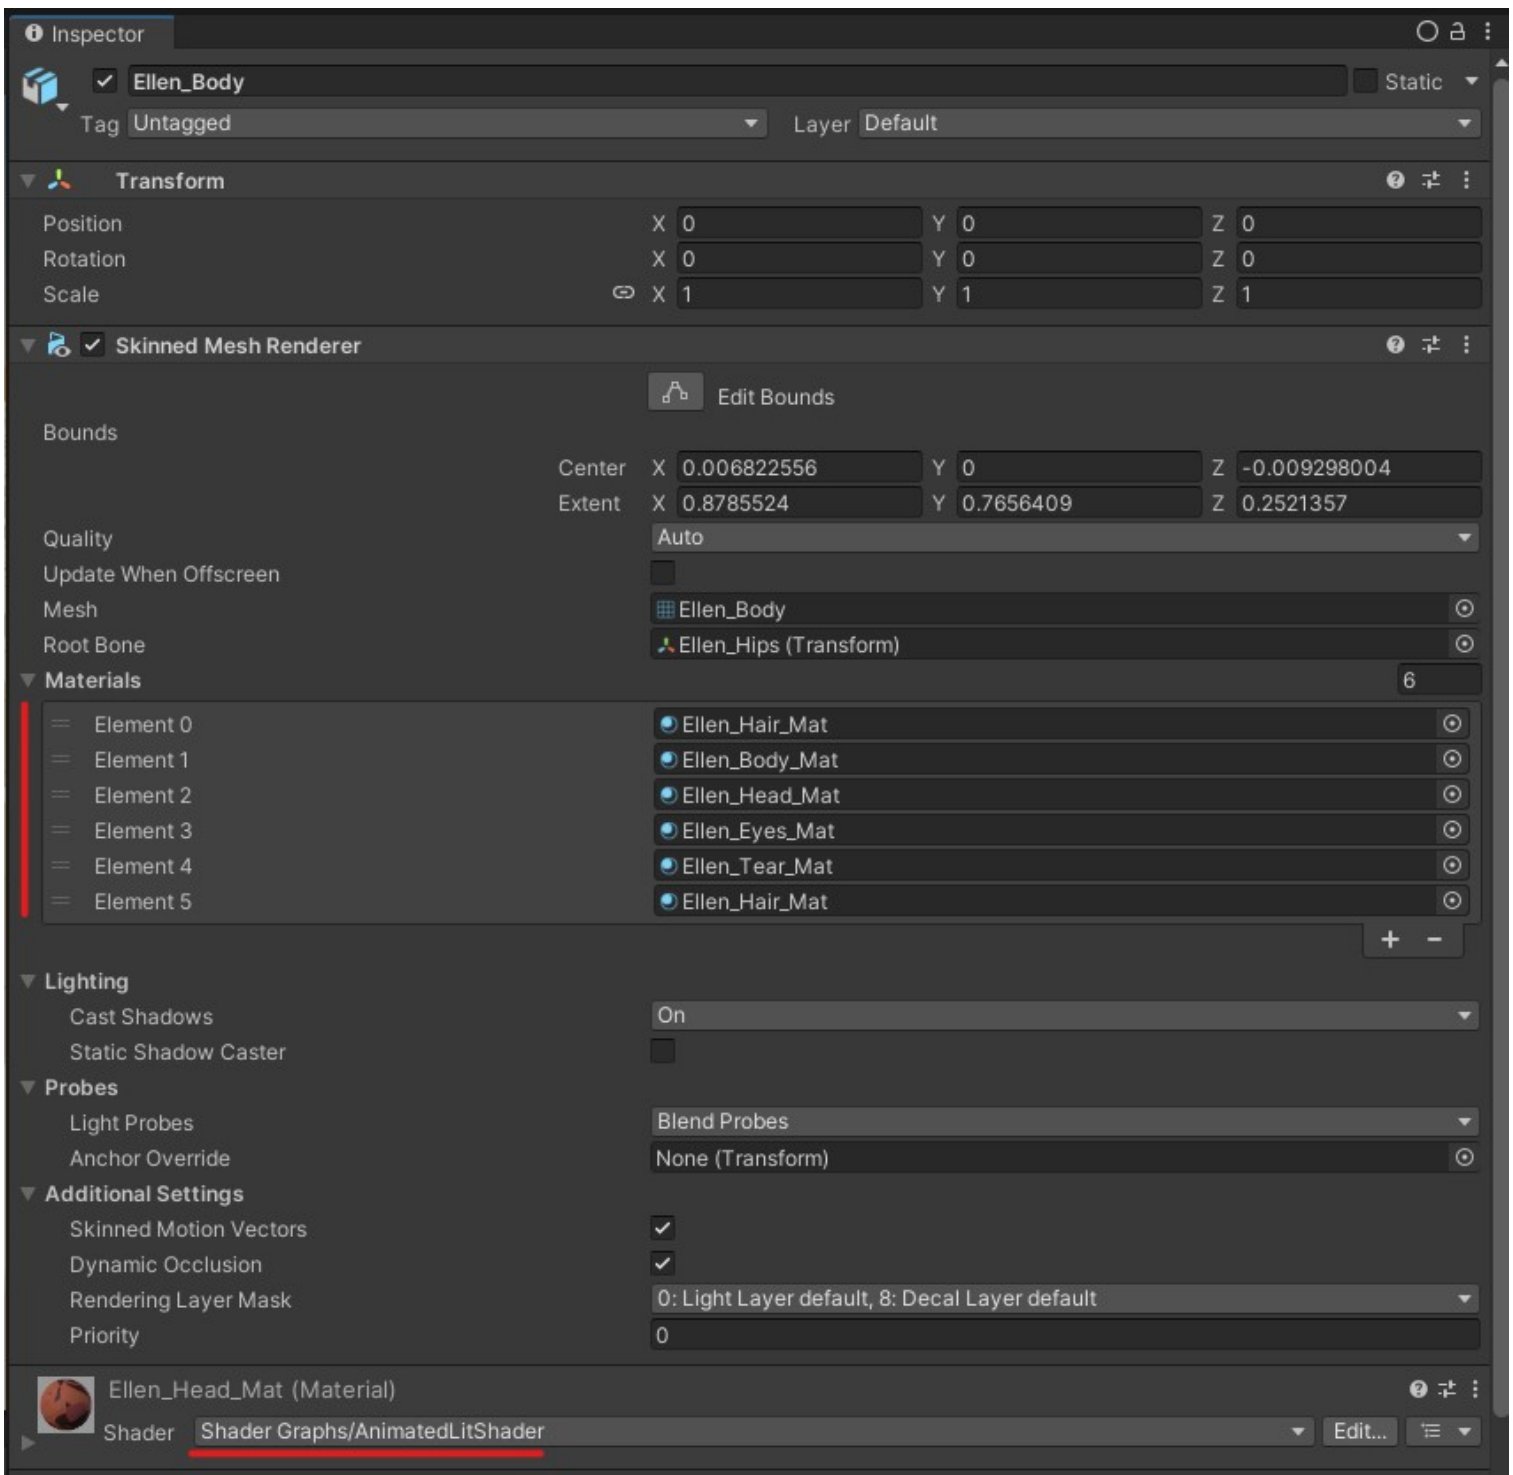 Inspector
Ellen_Body Static
Tag Untagged Layer Default
Transform
Position X 0 Y 0 Z 0
Rotation X 0 Y 0 Z 0
Scale X 1 Y 1 Z 1
Skinned Mesh Renderer
Edit Bounds
Bounds
Center X 0.006822556 Y 0 Z -0.009298004
Extent X 0.8785524 Y 0.7656409 Z 0.2521357
Quality Auto
Update When Offscreen
Mesh Ellen_Body
Root Bone Ellen_Hips (Transform)
Materials 6
Element 0 Ellen_Hair_Mat
Element 1 Ellen_Body_Mat
Element 2 Ellen_Head_Mat
Element 3 Ellen_Eyes_Mat
Element 4 Ellen_Tear_Mat
Element 5 Ellen_Hair_Mat
+ -
Lighting
Cast Shadows On
Static Shadow Caster
Probes
Light Probes Blend Probes
Anchor Override None (Transform)
Additional Settings
Skinned Motion Vectors
Dynamic Occlusion
Rendering Layer Mask 0: Light Layer default, 8: Decal Layer default
Priority 0
Ellen_Head_Mat (Material)
Shader Shader Graphs/AnimatedLitShader Edit...